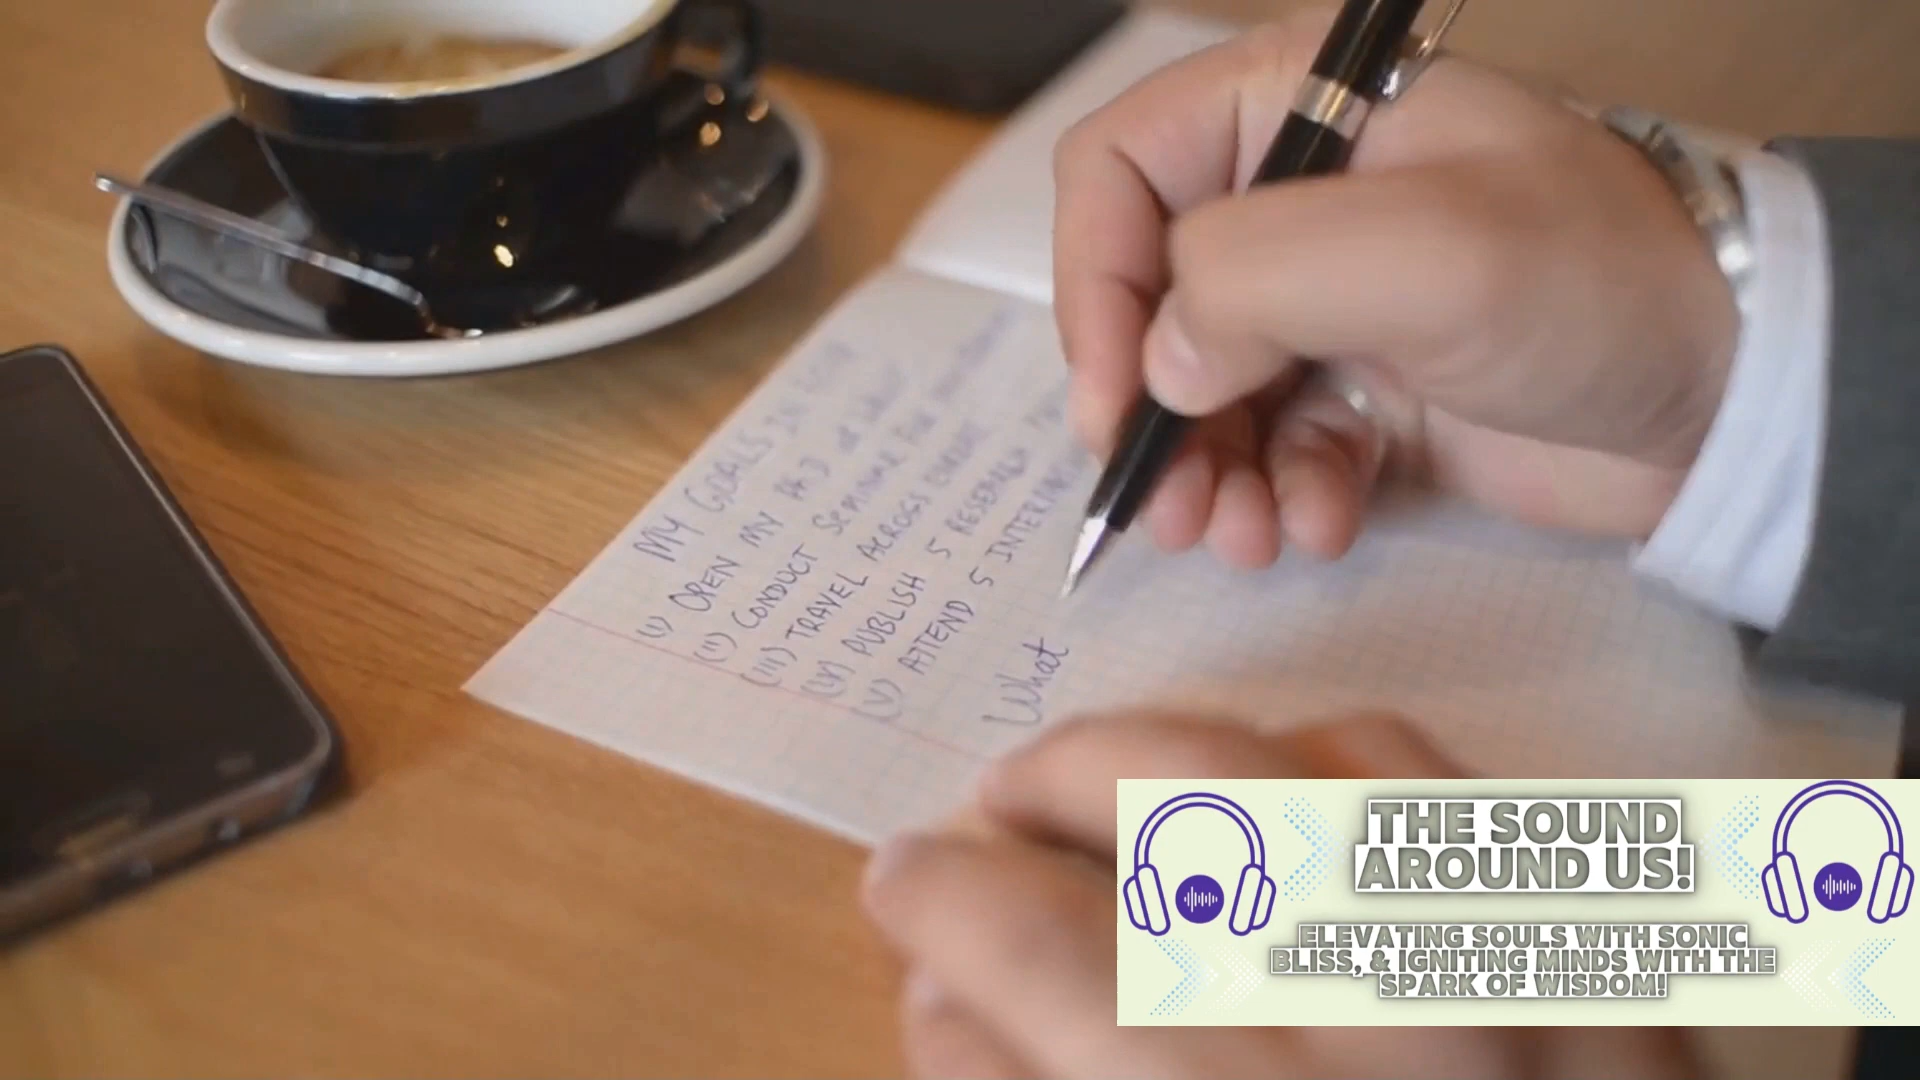 MY GOALS IN
(I) OPEN MY
(II) CONDUCT SEMINAR FOR
(III) TRAVEL ACROSS EUROPE
(IV) PUBLISH 5 RESEARCH
(V) ATTEND 5
What
THE SOUND
AROUND US!
ELEVATING SOULS WITH SONIC
BLISS, & IGNITING MINDS WITH THE
SPARK OF WISDOM!